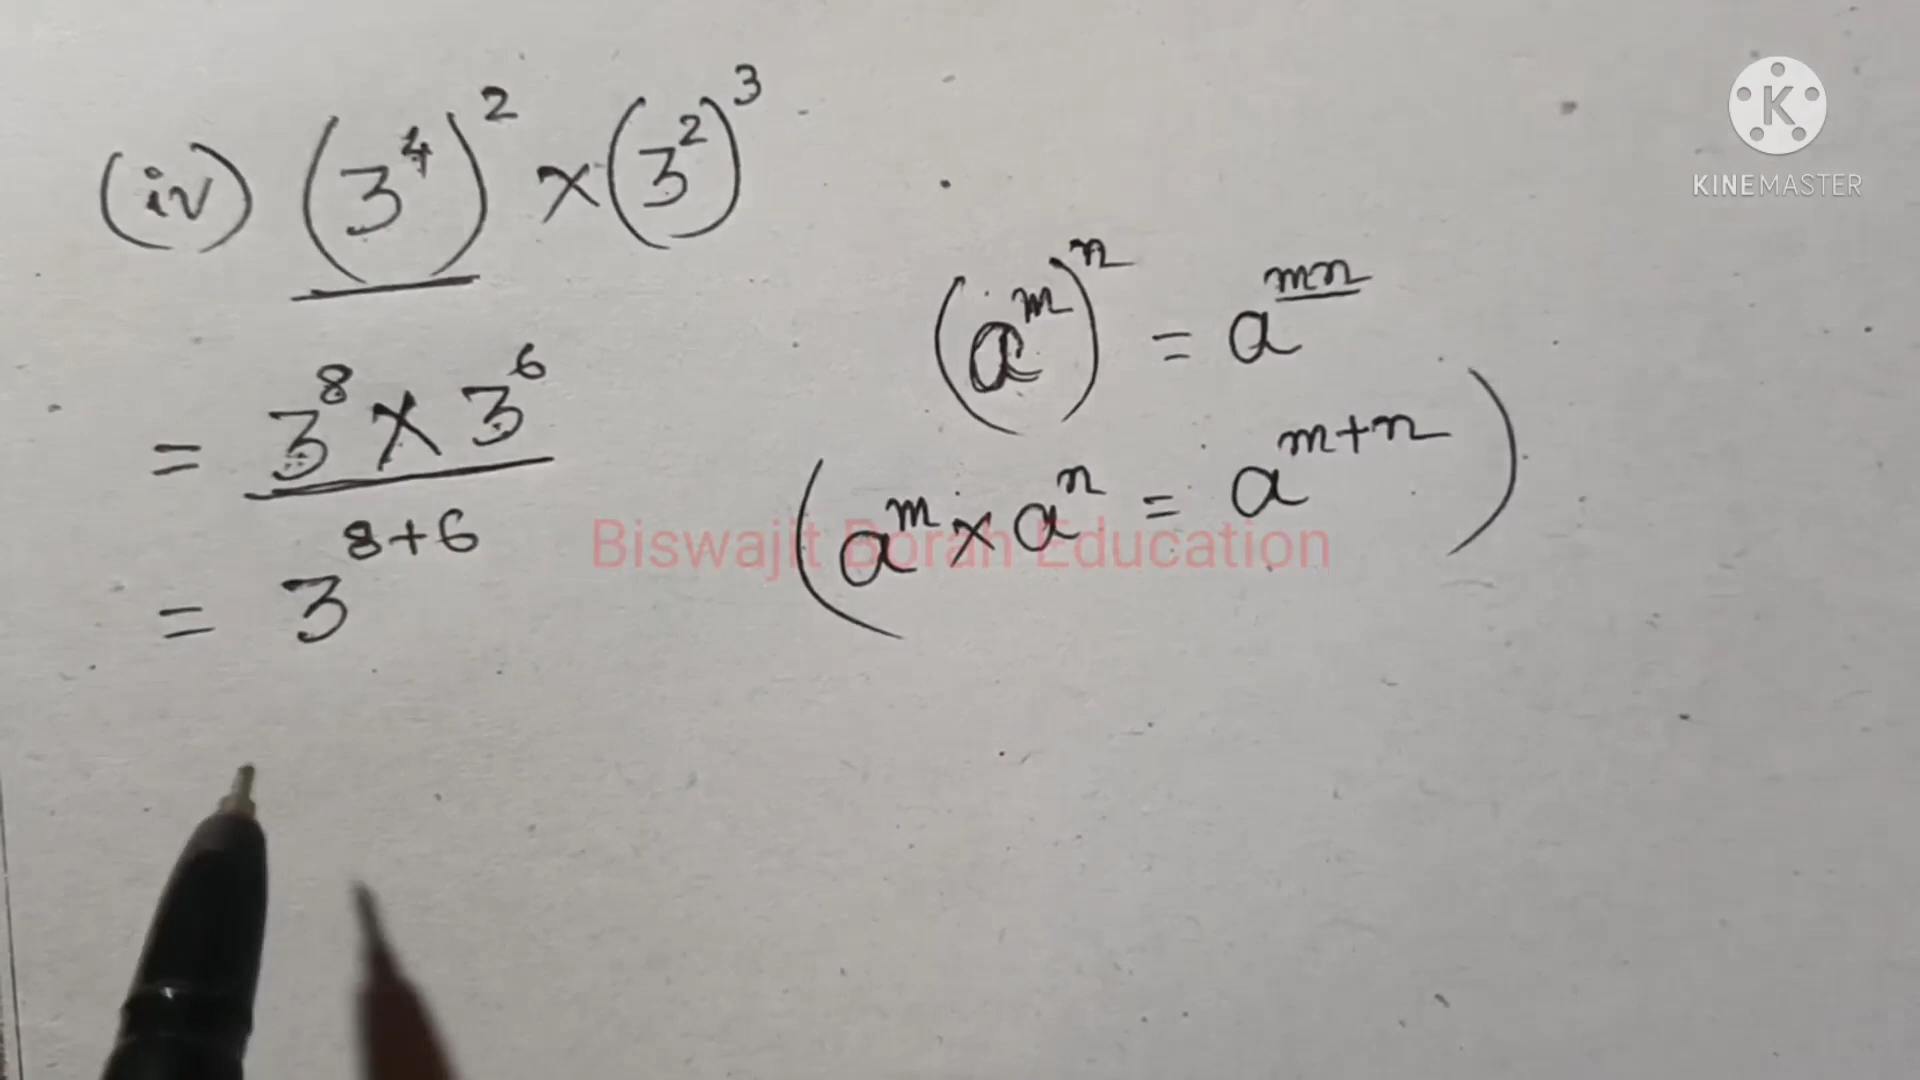 (iv) (3⁴)² × (3²)³
= 3⁸ × 3⁶
= 3⁸⁺⁶
(aᵐ)ⁿ = aᵐⁿ
(aᵐ × aⁿ = aᵐ⁺ⁿ)
Biswajit Borah Education
KINEMASTER